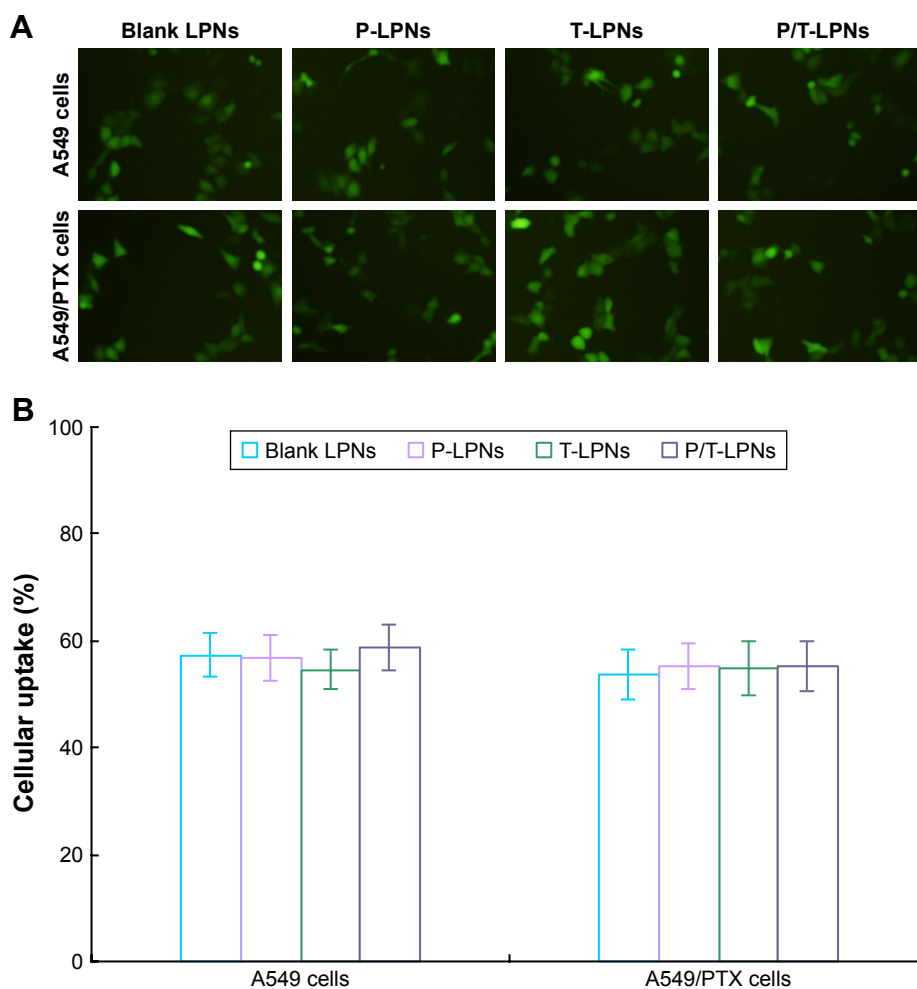 A
Blank LPNs P-LPNs T-LPNs P/T-LPNs
A549 cells
A549/PTX cells
B
Cellular uptake (%)
100
80
60
40
20
0
Blank LPNs P-LPNs T-LPNs P/T-LPNs
A549 cells A549/PTX cells